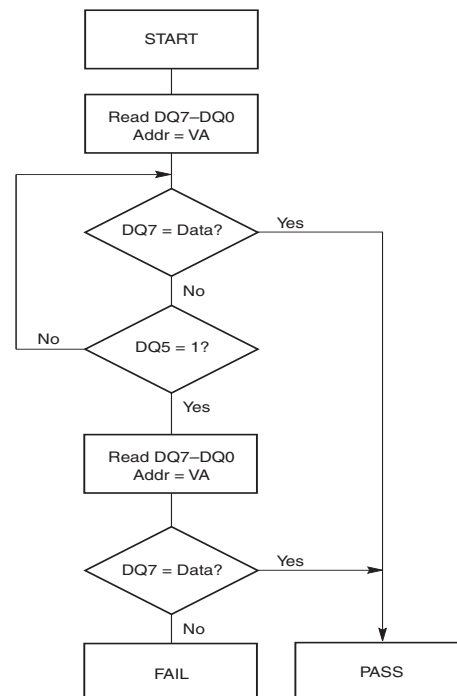 START
Read DQ7–DQ0
Addr = VA
DQ7 = Data?
Yes
No
No
DQ5 = 1?
Yes
Read DQ7–DQ0
Addr = VA
DQ7 = Data?
Yes
No
FAIL
PASS